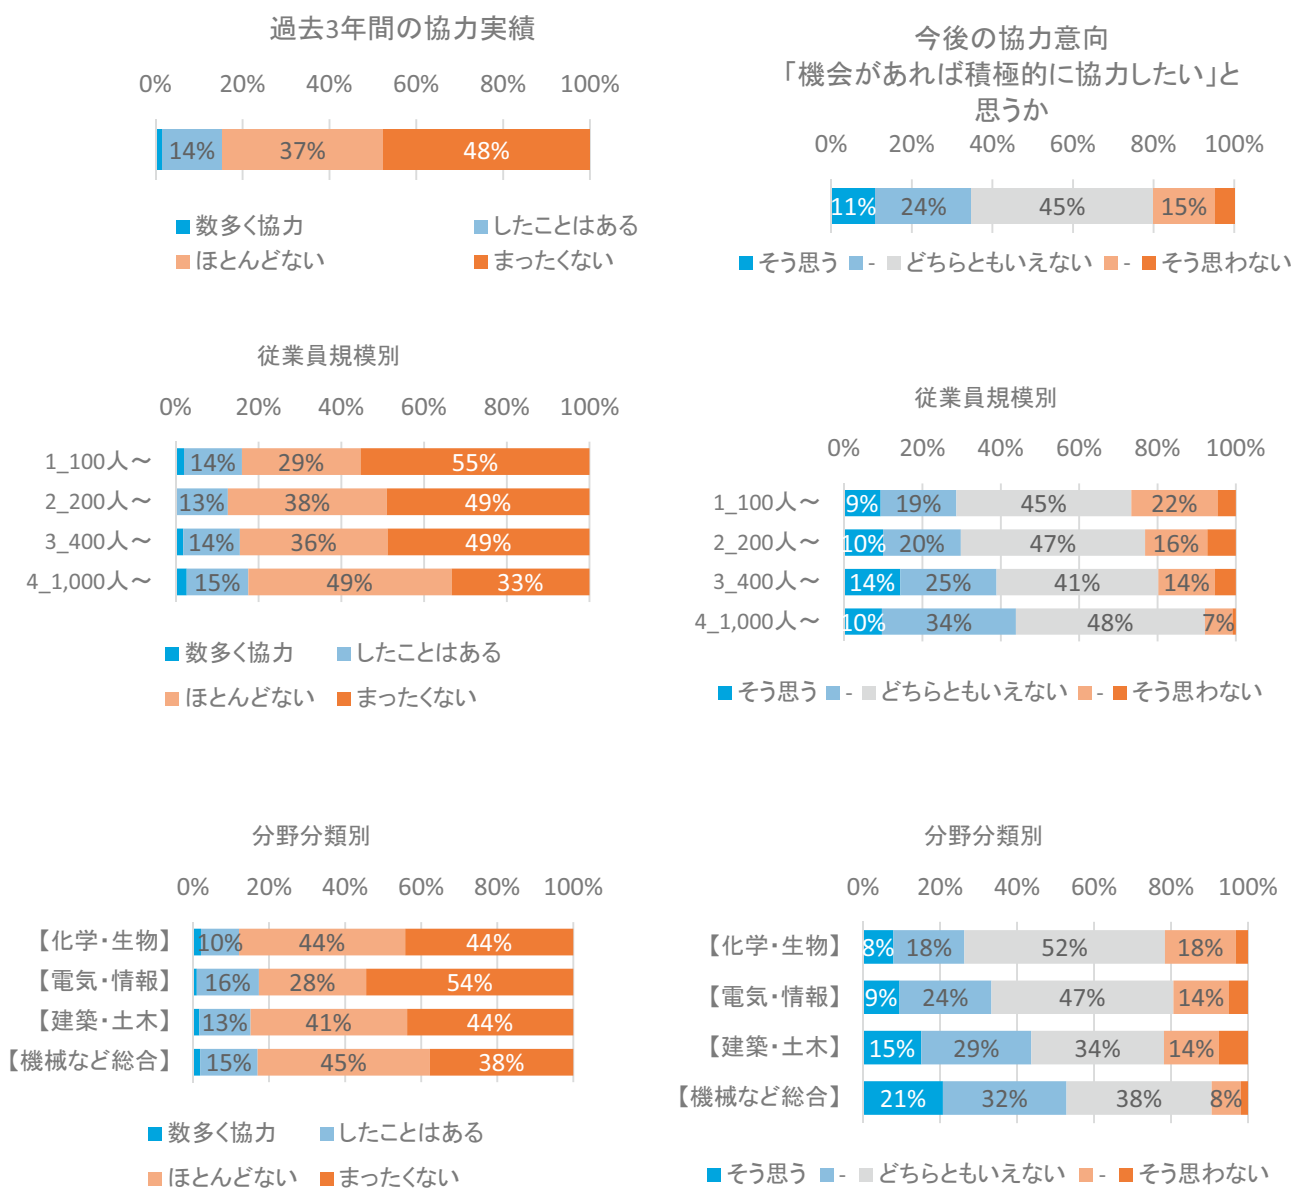 過去3年間の協力実績
0% 20% 40% 60% 80% 100%
14% 37% 48%
数多く協力 したことはある
ほとんどない まったくない
今後の協力意向
「機会があれば積極的に協力したい」と
思うか
0% 20% 40% 60% 80% 100%
11% 24% 45% 15%
そう思う - どちらともいえない - そう思わない
従業員規模別
0% 20% 40% 60% 80% 100%
1_100人～ 14% 29% 55%
2_200人～ 13% 38% 49%
3_400人～ 14% 36% 49%
4_1,000人～ 15% 49% 33%
数多く協力 したことはある
ほとんどない まったくない
従業員規模別
0% 20% 40% 60% 80% 100%
1_100人～ 9% 19% 45% 22%
2_200人～ 10% 20% 47% 16%
3_400人～ 14% 25% 41% 14%
4_1,000人～ 10% 34% 48% 7%
そう思う - どちらともいえない - そう思わない
分野分類別
0% 20% 40% 60% 80% 100%
【化学・生物】 10% 44% 44%
【電気・情報】 16% 28% 54%
【建築・土木】 13% 41% 44%
【機械など総合】 15% 45% 38%
数多く協力 したことはある
ほとんどない まったくない
分野分類別
0% 20% 40% 60% 80% 100%
【化学・生物】 8% 18% 52% 18%
【電気・情報】 9% 24% 47% 14%
【建築・土木】 15% 29% 34% 14%
【機械など総合】 21% 32% 38% 8%
そう思う - どちらともいえない - そう思わない